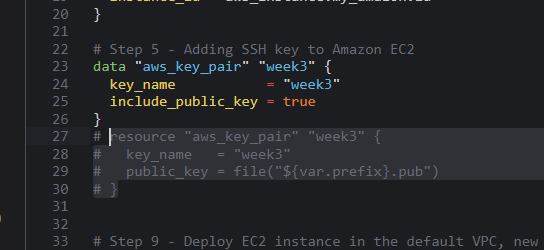 20 }
21
22 # Step 5 - Adding SSH key to Amazon EC2
23 data "aws_key_pair" "week3" {
24   key_name           = "week3"
25   include_public_key = true
26 }
27 # resource "aws_key_pair" "week3" {
28 #   key_name   = "week3"
29 #   public_key = file("${var.prefix}.pub")
30 # }
31
32
33 # Step 9 - Deploy EC2 instance in the default VPC, new